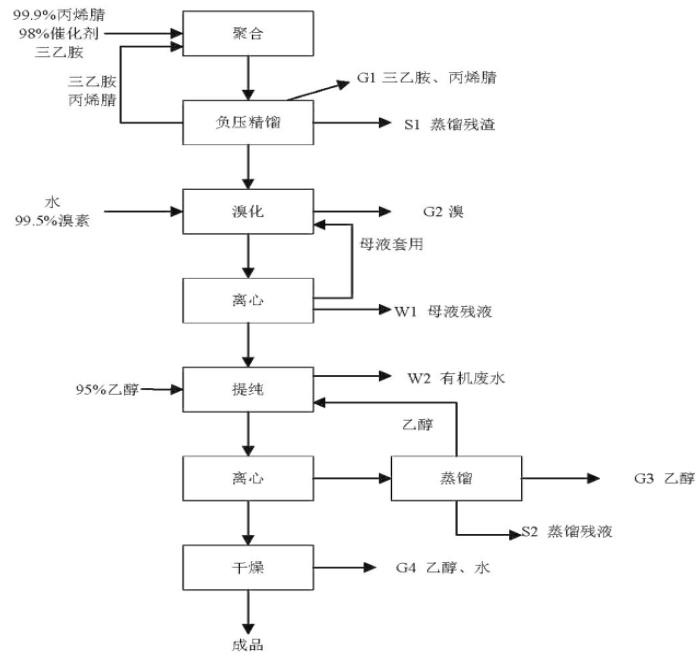 99.9%丙烯腈
98%催化剂
三乙胺
聚合
三乙胺
丙烯腈
G1 三乙胺、丙烯腈
负压精馏
S1 蒸馏残渣
水
99.5%溴素
溴化
G2 溴
母液套用
离心
W1 母液残液
95%乙醇
提纯
W2 有机废水
乙醇
离心
蒸馏
G3 乙醇
S2 蒸馏残液
干燥
G4 乙醇、水
成品